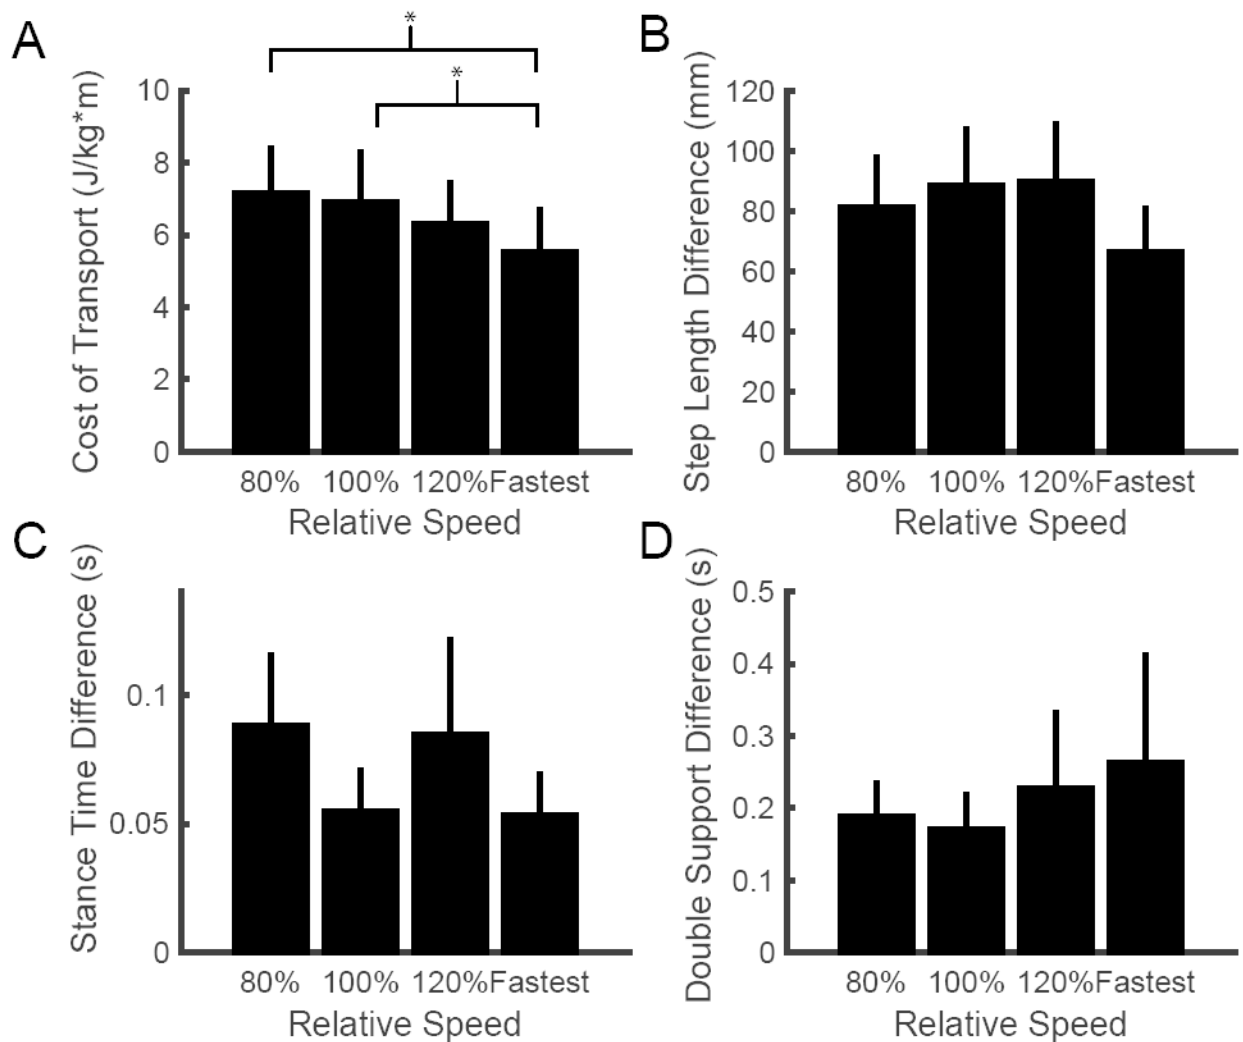 A
*
*
Cost of Transport (J/kg*m)
10
8
6
4
2
0
80% 100% 120% Fastest
Relative Speed
B
Step Length Difference (mm)
120
100
80
60
40
20
0
80% 100% 120% Fastest
Relative Speed
C
Stance Time Difference (s)
0.1
0.05
0
80% 100% 120% Fastest
Relative Speed
D
Double Support Difference (s)
0.5
0.4
0.3
0.2
0.1
0
80% 100% 120% Fastest
Relative Speed